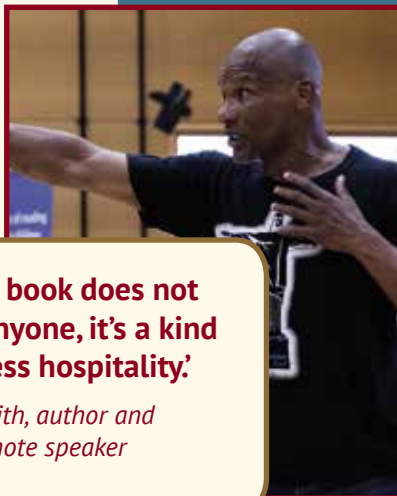 book does not
nyone, it's a kind
ess hospitality.'
ith, author and
note speaker